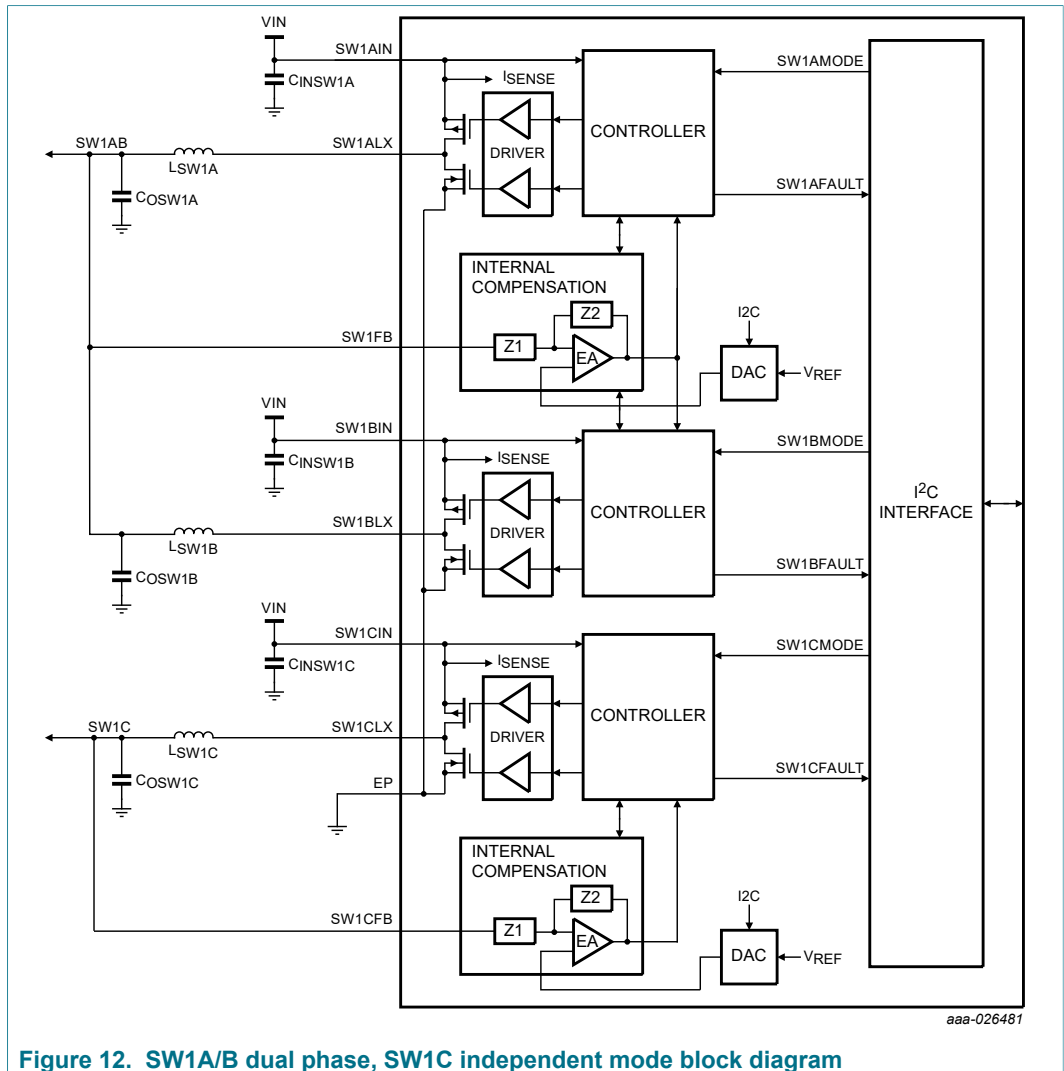 VIN
SW1AIN
CINSW1A
ISENSE
SW1AMODE
CONTROLLER
SW1AB
SW1ALX
DRIVER
LSW1A
COSW1A
SW1AFAULT
INTERNAL
COMPENSATION
Z2
I2C
SW1FB
Z1
EA
DAC
VREF
VIN
SW1BIN
CINSW1B
ISENSE
SW1BMODE
I2C
INTERFACE
CONTROLLER
SW1BLX
DRIVER
LSW1B
COSW1B
SW1BFAULT
VIN
SW1CIN
CINSW1C
ISENSE
SW1CMODE
CONTROLLER
SW1C
SW1CLX
DRIVER
LSW1C
COSW1C
SW1CFAULT
EP
INTERNAL
COMPENSATION
Z2
I2C
SW1CFB
Z1
EA
DAC
VREF
aaa-026481
Figure 12. SW1A/B dual phase, SW1C independent mode block diagram